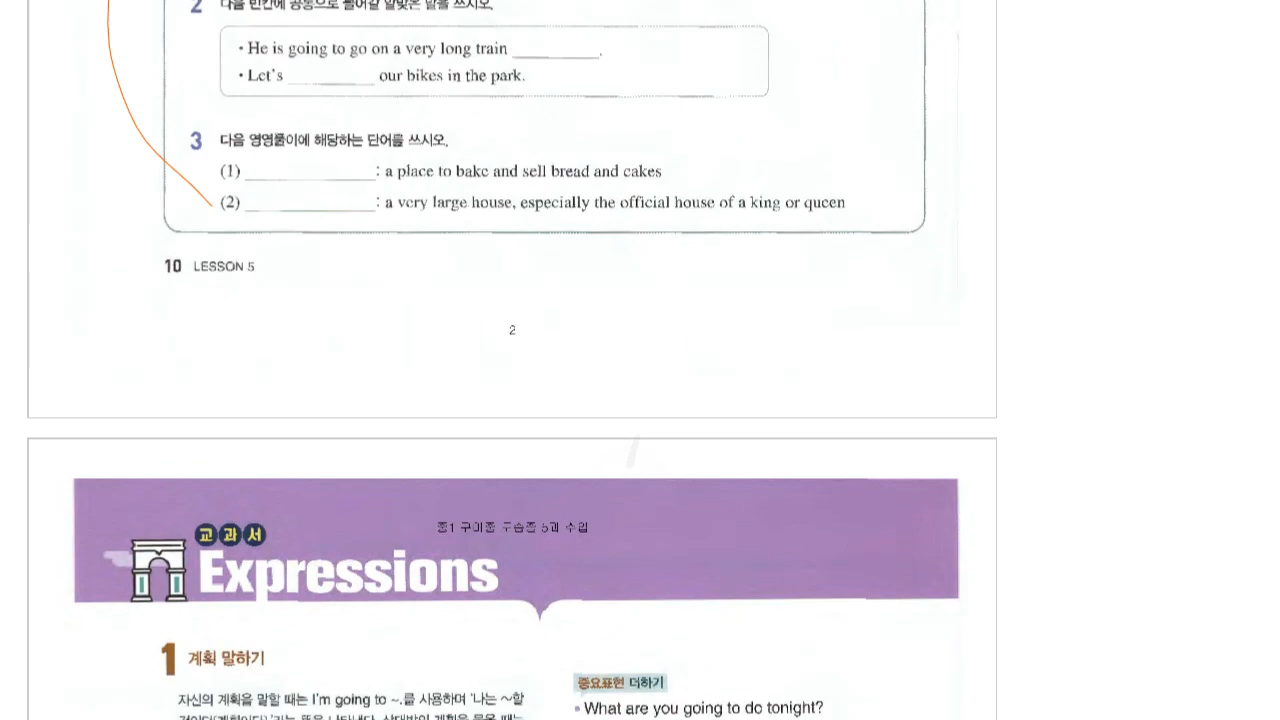 2 다음 빈칸에 공통으로 들어갈 알맞은 말을 쓰시오.
• He is going to go on a very long train ___________.
• Let's ___________ our bikes in the park.
3 다음 영영풀이에 해당하는 단어를 쓰시오.
(1) ________________ : a place to bake and sell bread and cakes
(2) ________________ : a very large house, especially the official house of a king or queen
10 LESSON 5
2
교과서
Expressions
1 계획 말하기
자신의 계획을 말할 때는 I'm going to ~.를 사용하며 '나는 ~할
중요표현 더하기
• What are you going to do tonight?